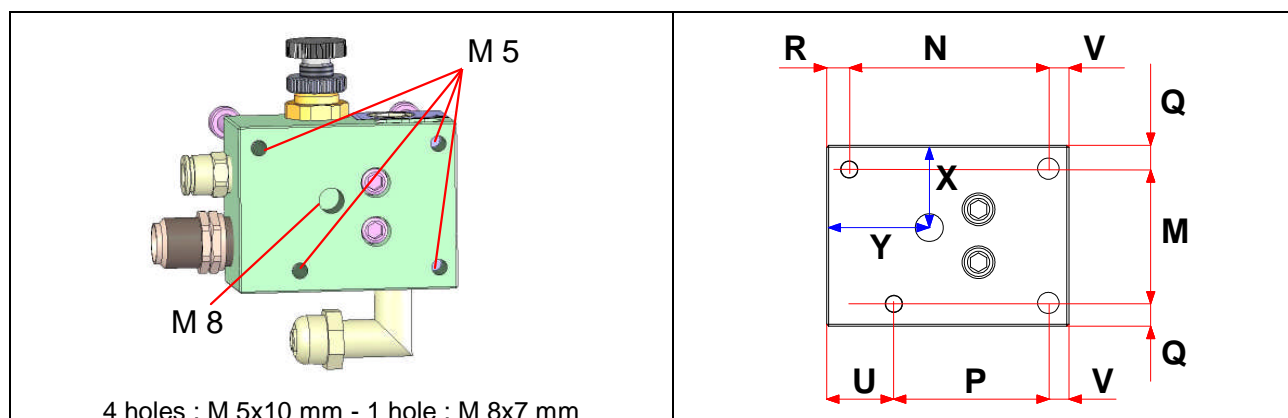 M 5
M 8
4 holes : M 5x10 mm - 1 hole : M 8x7 mm
R N V
Q
X
Y
M
Q
U P V